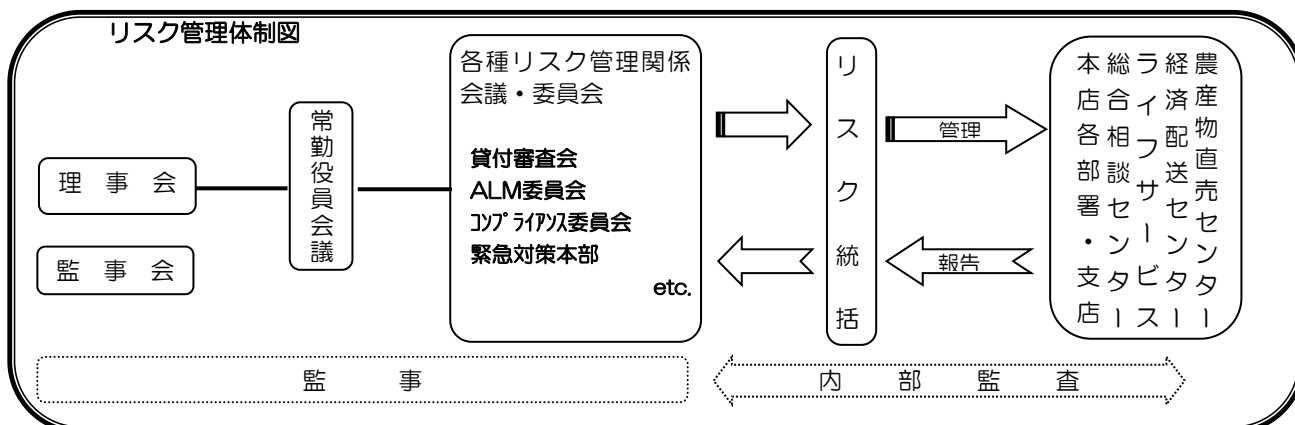 リスク管理体制図
理事会
監事会
常勤役員会議
各種リスク管理関係
会議・委員会
貸付審査会
ALM委員会
ｺﾝﾌﾟﾗｲｱﾝｽ委員会
緊急対策本部
etc.
リスク統括
管理
報告
農産物直売センター
経済配送センター
ライフサービス
総合相談センター
本店各部署・支店
監事
内部監査